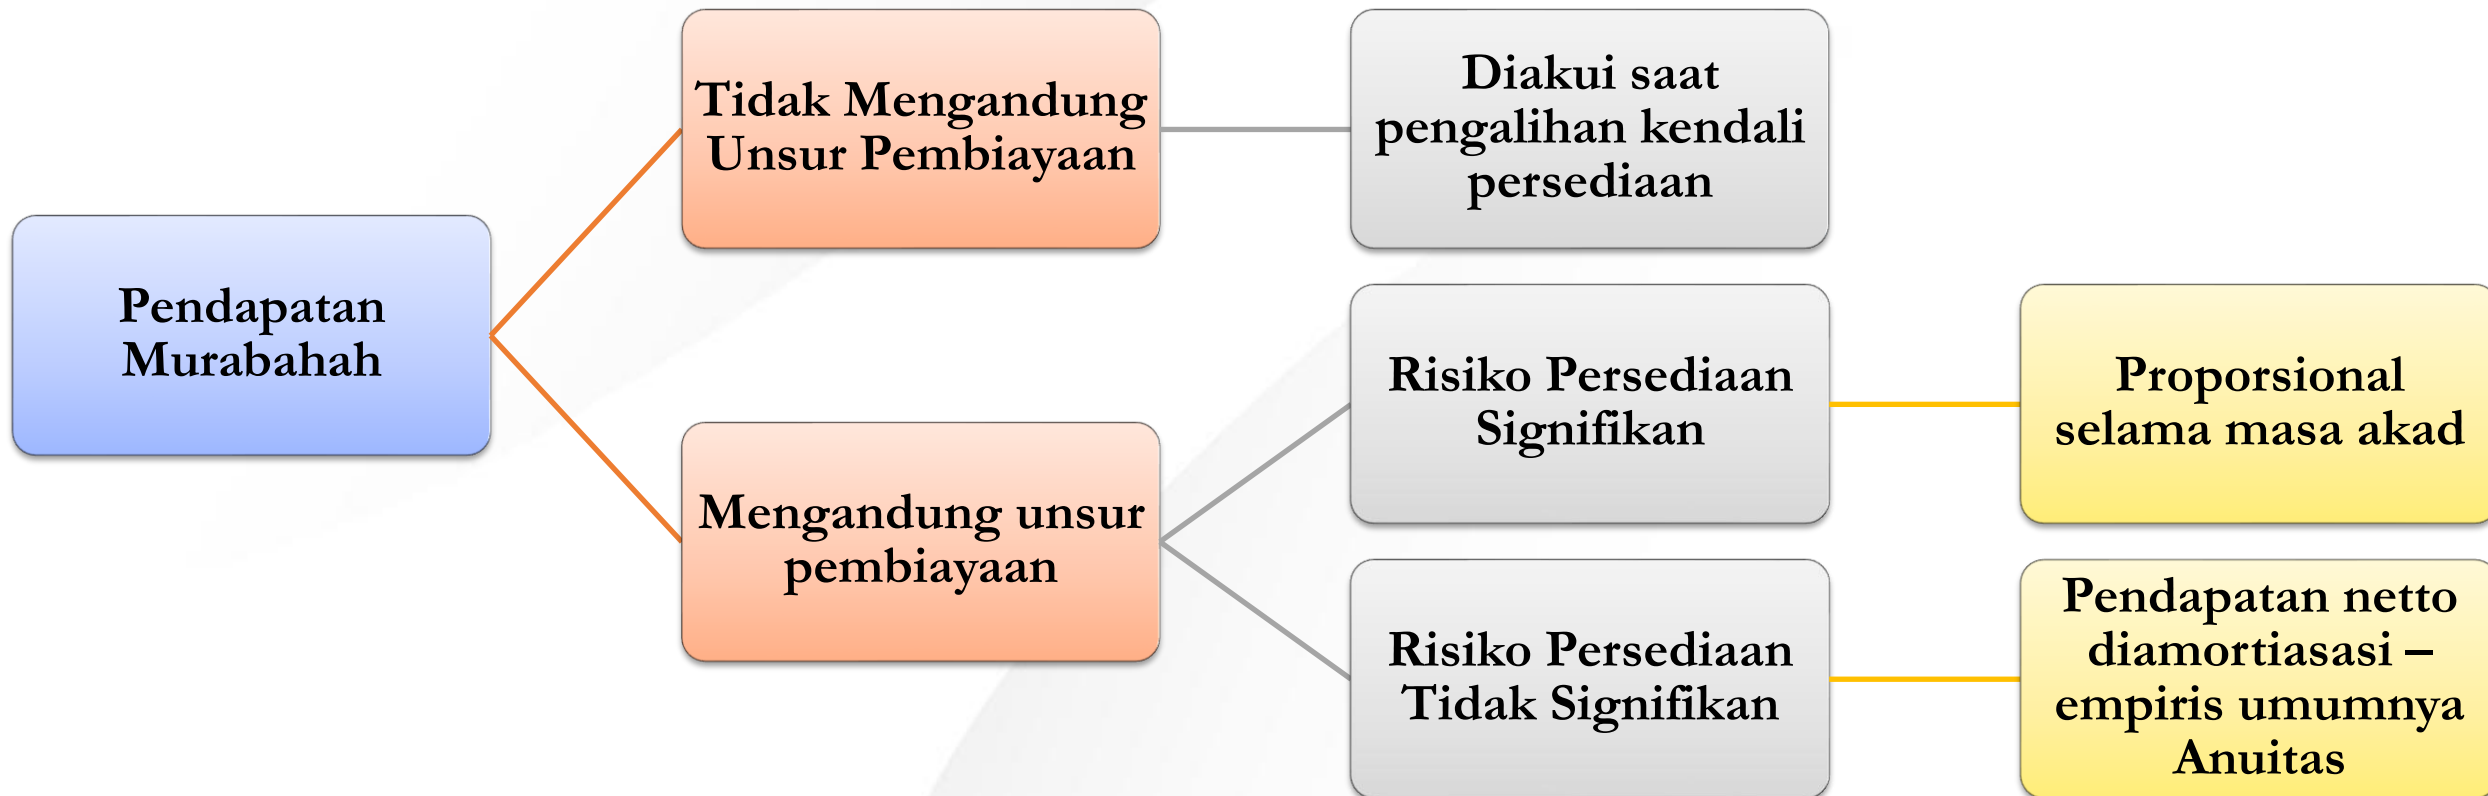 Pendapatan
Murabahah
Tidak Mengandung
Unsur Pembiayaan
Diakui saat
pengalihan kendali
persediaan
Mengandung unsur
pembiayaan
Risiko Persediaan
Signifikan
Proporsional
selama masa akad
Risiko Persediaan
Tidak Signifikan
Pendapatan netto
diamortiasasi –
empiris umumnya
Anuitas